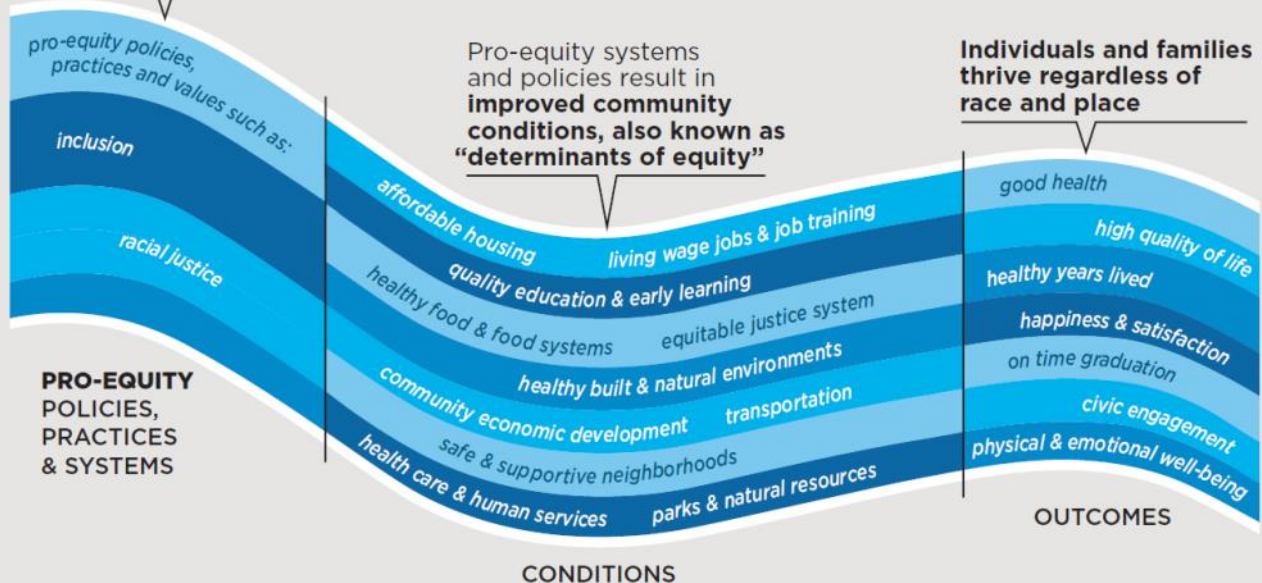 pro-equity policies,
practices and values such as:
inclusion
racial justice
PRO-EQUITY
POLICIES,
PRACTICES
& SYSTEMS
Pro-equity systems
and policies result in
improved community
conditions, also known as
“determinants of equity”
affordable housing
living wage jobs & job training
quality education & early learning
healthy food & food systems
equitable justice system
healthy built & natural environments
community economic development
transportation
safe & supportive neighborhoods
health care & human services
parks & natural resources
CONDITIONS
Individuals and families
thrive regardless of
race and place
good health
high quality of life
healthy years lived
happiness & satisfaction
on time graduation
civic engagement
physical & emotional well-being
OUTCOMES